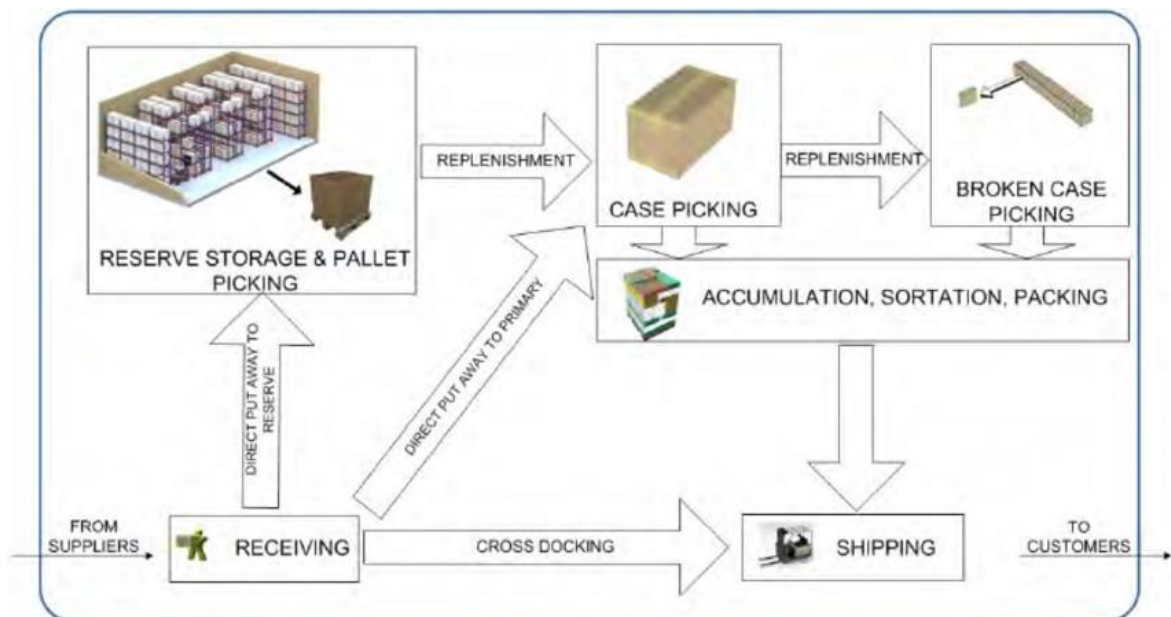 REPLENISHMENT
REPLENISHMENT
CASE PICKING
BROKEN CASE
PICKING
RESERVE STORAGE & PALLET
PICKING
ACCUMULATION, SORTATION, PACKING
DIRECT PUT AWAY TO
RESERVE
DIRECT PUT AWAY TO PRIMARY
FROM
SUPPLIERS
RECEIVING
CROSS DOCKING
SHIPPING
TO
CUSTOMERS